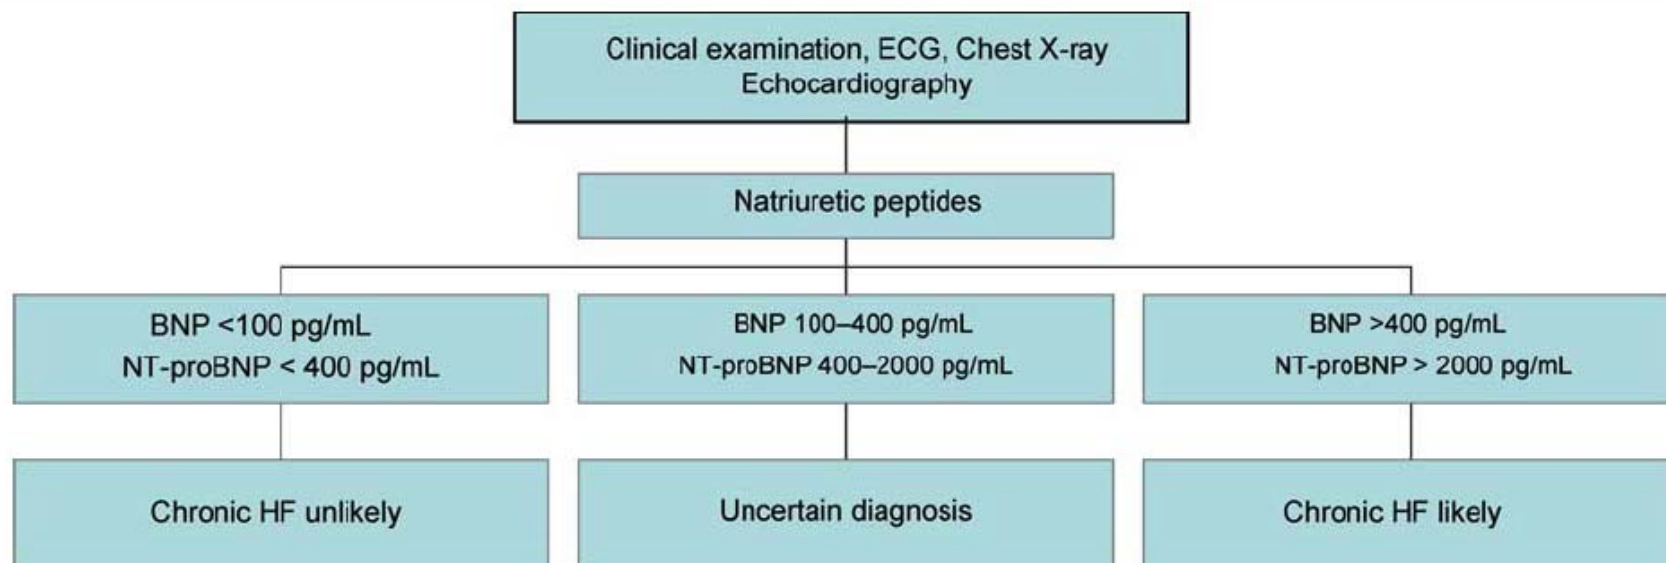 Clinical examination, ECG, Chest X-ray
Echocardiography
Natriuretic peptides
BNP <100 pg/mL
NT-proBNP < 400 pg/mL
BNP 100–400 pg/mL
NT-proBNP 400–2000 pg/mL
BNP >400 pg/mL
NT-proBNP > 2000 pg/mL
Chronic HF unlikely
Uncertain diagnosis
Chronic HF likely